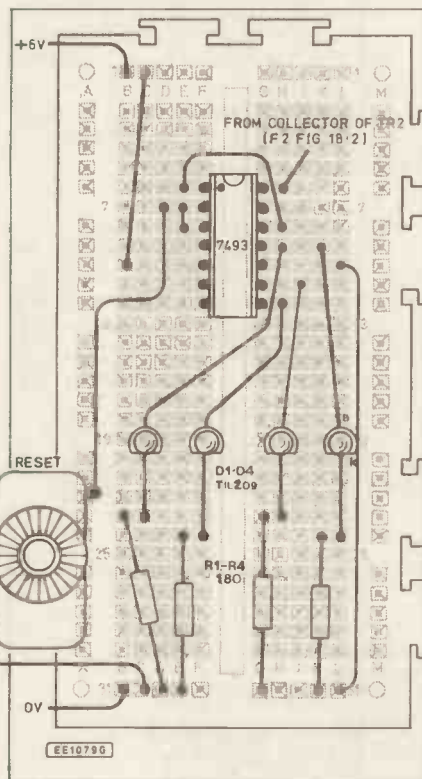 +6V
A B C D E F G H M
FROM COLLECTOR OF TR2
(F2 FIG 18·2)
7493
RESET
D1-D4
TIL209
K
R1-R4
180
0V
EE1079G